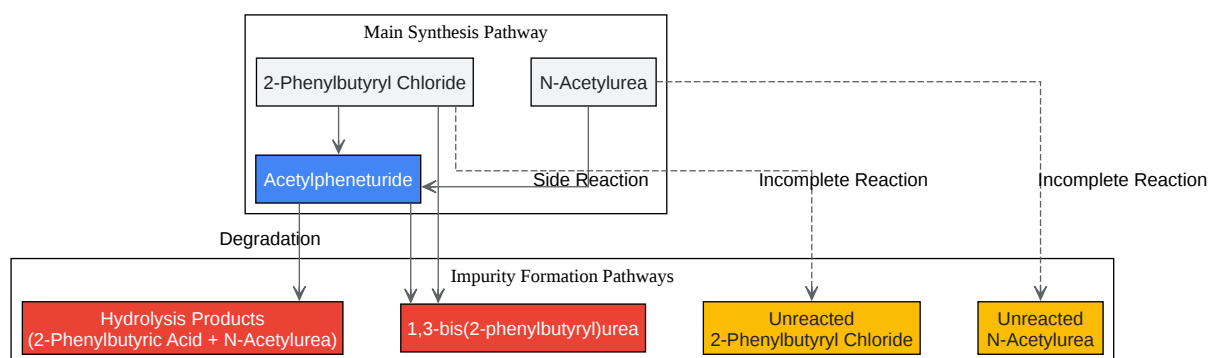 Main Synthesis Pathway
2-Phenylbutyryl Chloride
N-Acetylurea
Acetylpheneturide
Side Reaction
Incomplete Reaction
Incomplete Reaction
Degradation
Impurity Formation Pathways
Hydrolysis Products
(2-Phenylbutyric Acid + N-Acetylurea)
1,3-bis(2-phenylbutyryl)urea
Unreacted
2-Phenylbutyryl Chloride
Unreacted
N-Acetylurea